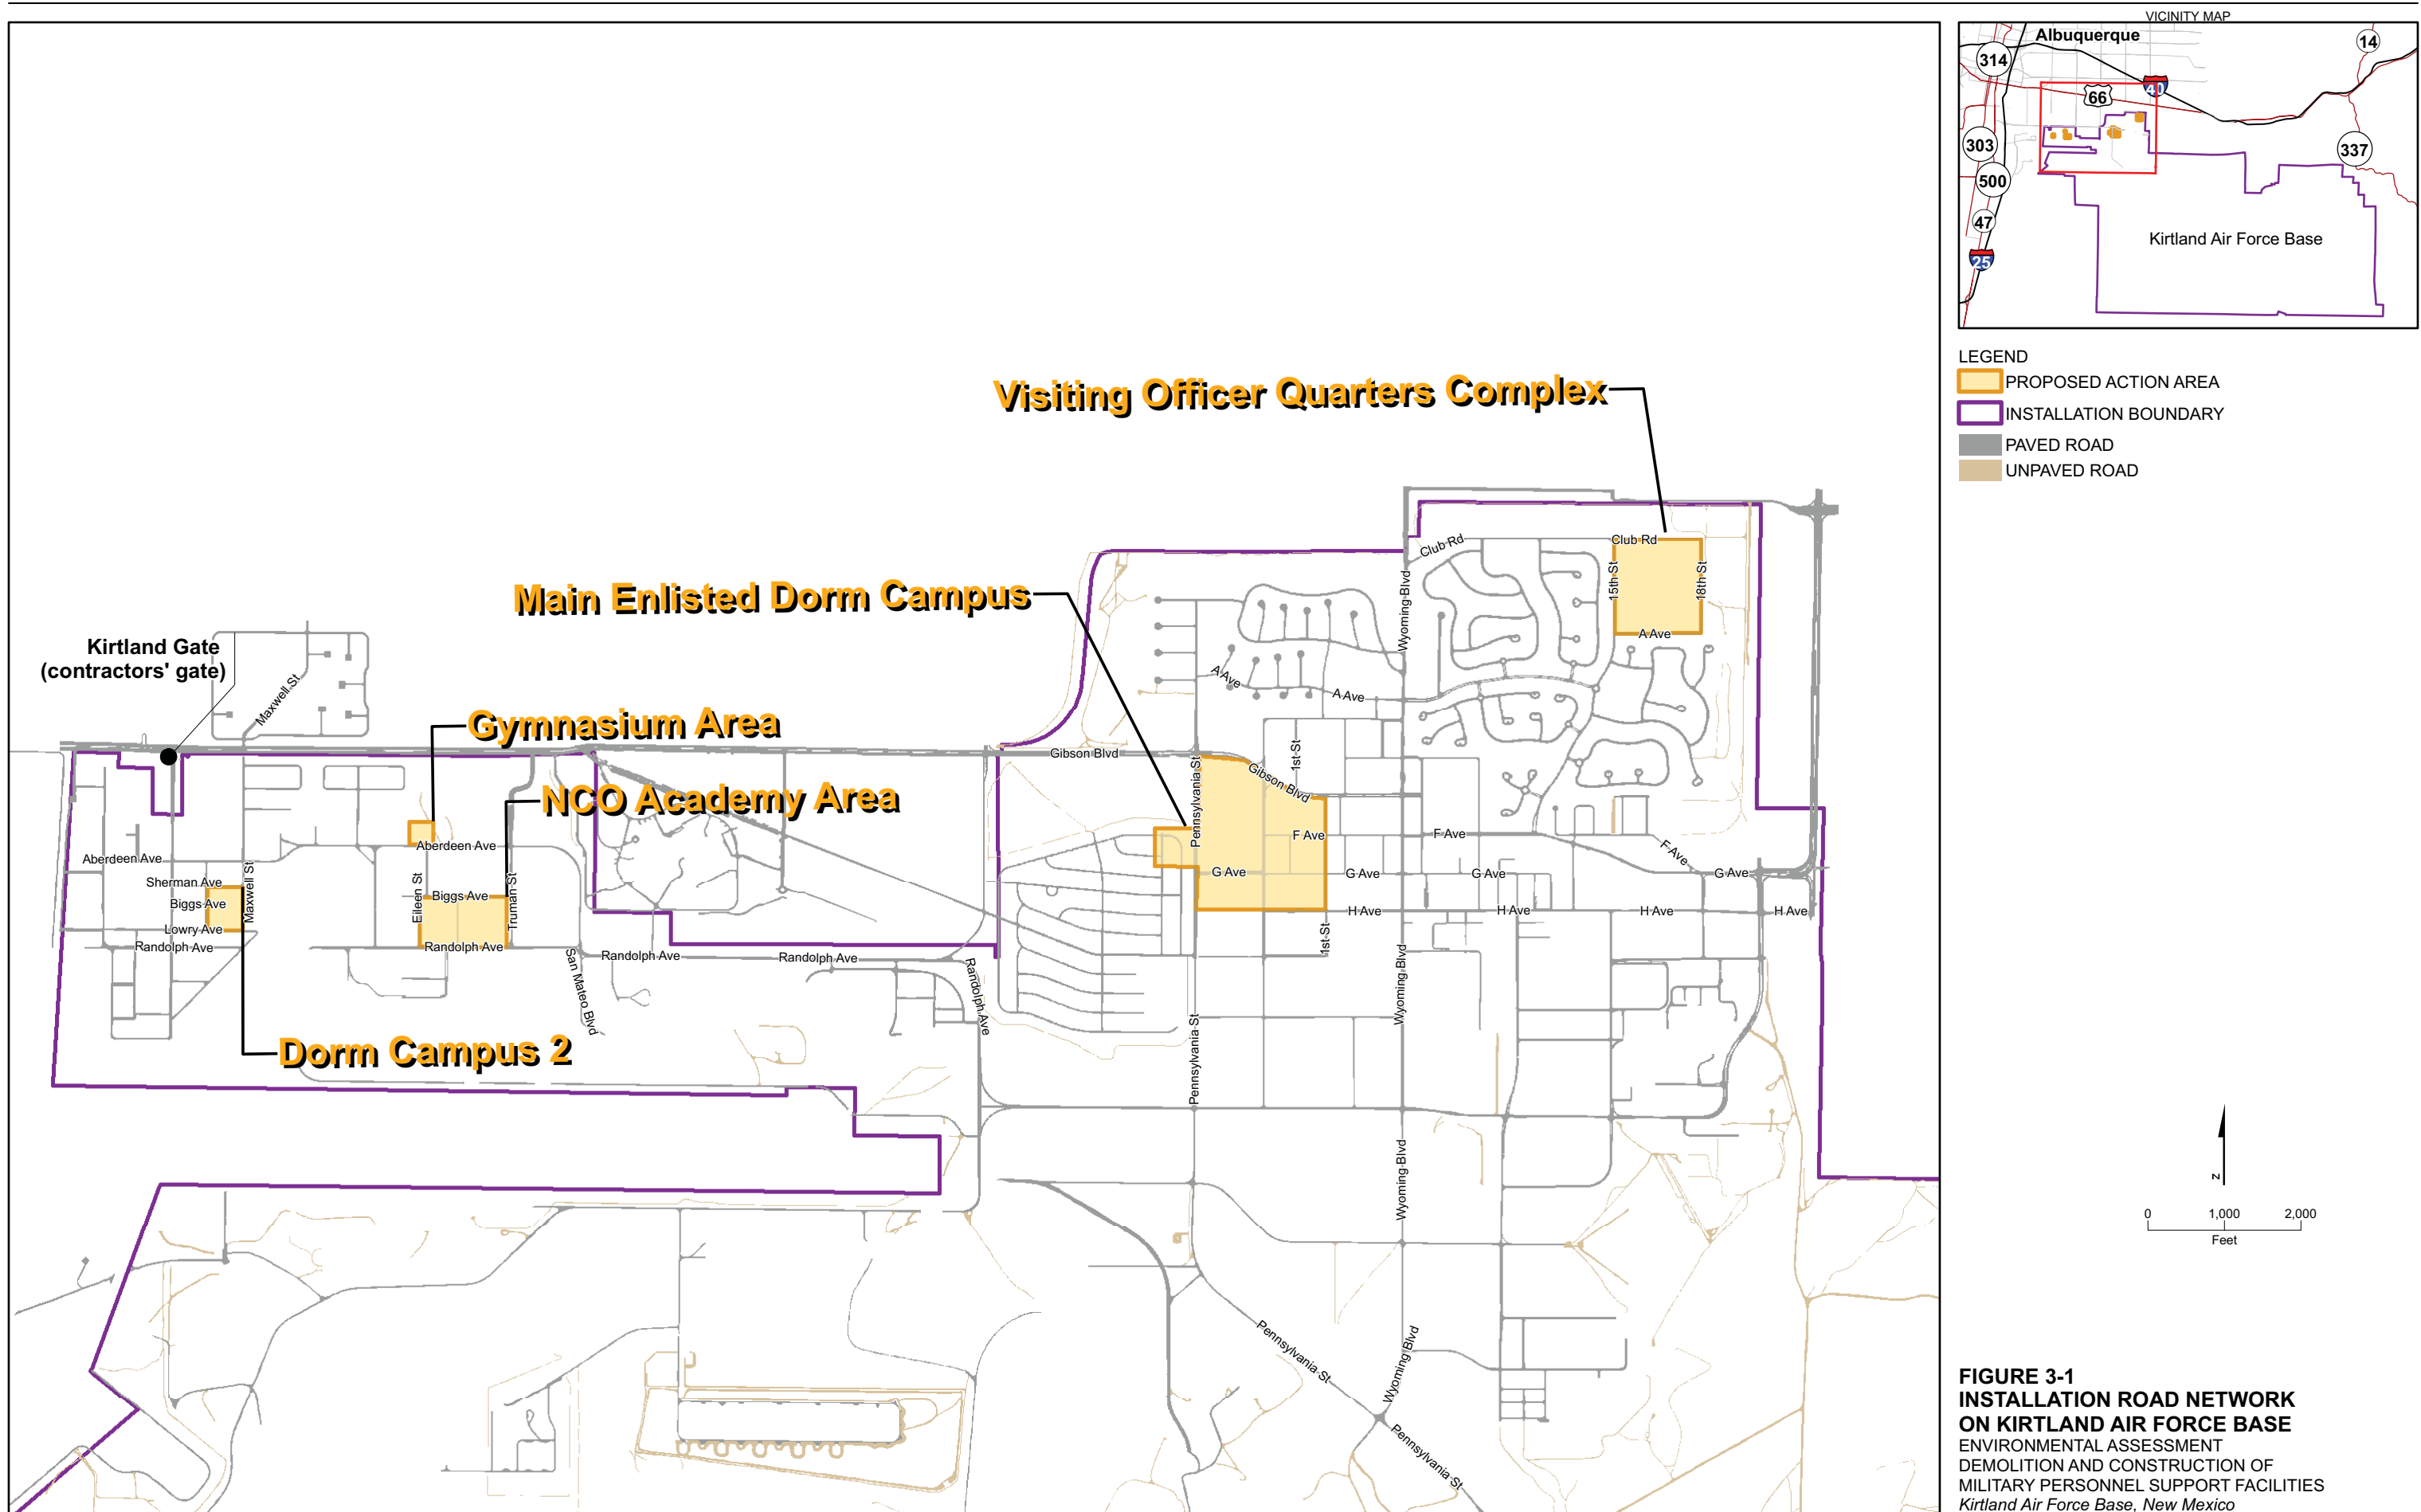 VICINITY MAP
Albuquerque
314
14
40
66
303
337
500
47
25
Kirtland Air Force Base
LEGEND
PROPOSED ACTION AREA
INSTALLATION BOUNDARY
PAVED ROAD
UNPAVED ROAD
Visiting Officer Quarters Complex
Club Rd
Club Rd
15th St
18th St
A Ave
Main Enlisted Dorm Campus
Wyoming Blvd
Kirtland Gate
(contractors' gate)
Maxwell St
A Ave
A Ave
Gymnasium Area
Gibson Blvd
1st St
Pennsylvania St
Gibson Blvd
NCO Academy Area
F Ave
F Ave
F Ave
Aberdeen Ave
Aberdeen Ave
G Ave
G Ave
G Ave
G Ave
Sherman Ave
Maxwell St
Biggs Ave
Eileen St
Biggs Ave
Truman St
H Ave
H Ave
H Ave
H Ave
Lowry Ave
Randolph Ave
Randolph Ave
1st St
Randolph Ave
Randolph Ave
San Mateo Blvd
Randolph Ave
Wyoming Blvd
Dorm Campus 2
Pennsylvania St
Wyoming Blvd
N
0 1,000 2,000
Feet
Pennsylvania St
Wyoming Blvd
Pennsylvania St
FIGURE 3-1
INSTALLATION ROAD NETWORK
ON KIRTLAND AIR FORCE BASE
ENVIRONMENTAL ASSESSMENT
DEMOLITION AND CONSTRUCTION OF
MILITARY PERSONNEL SUPPORT FACILITIES
Kirtland Air Force Base, New Mexico